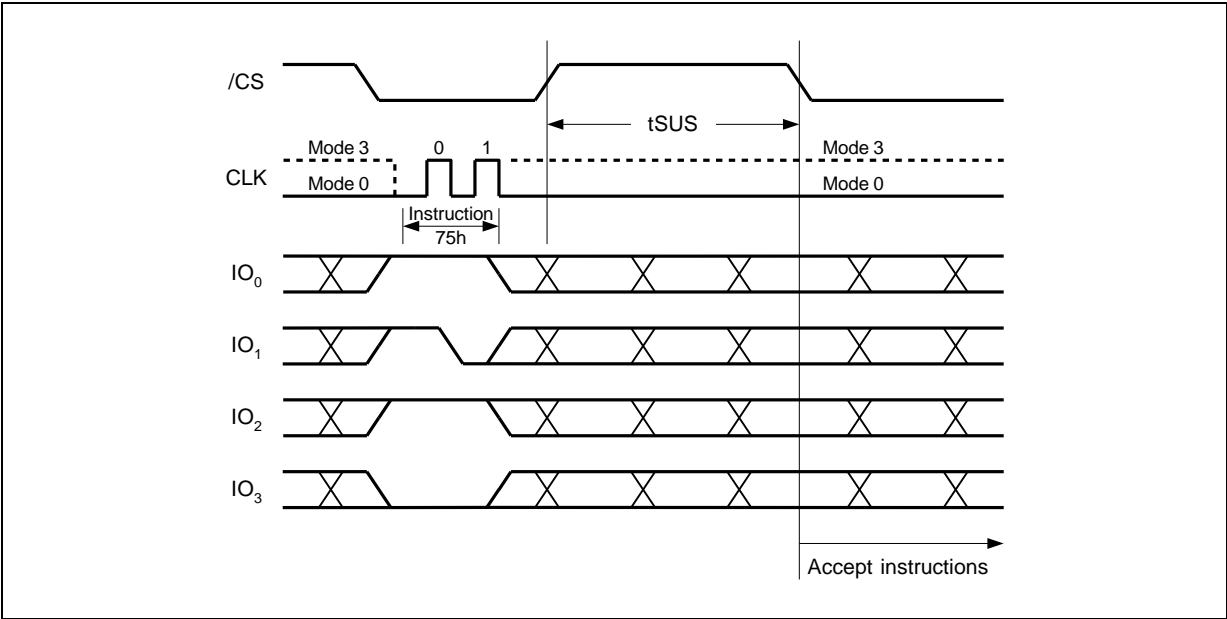 /CS
tSUS
Mode 3 0 1 Mode 3
CLK
Mode 0 Mode 0
Instruction
75h
IO0
IO1
IO2
IO3
Accept instructions